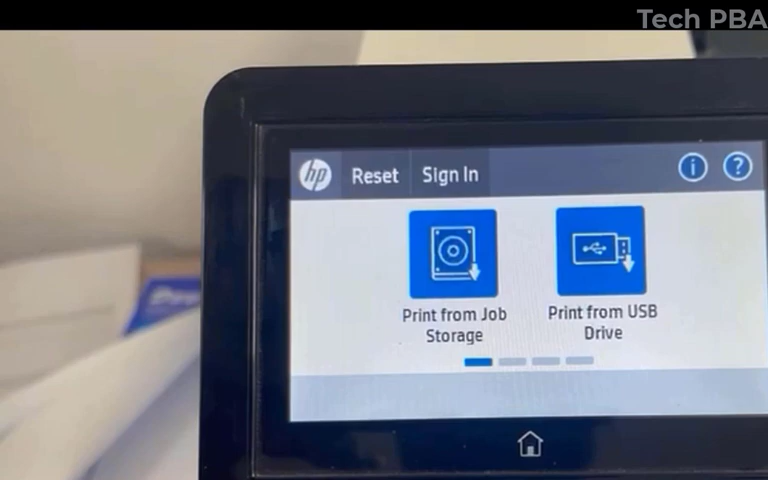 Tech PBA
hp
Reset
Sign In
i
?
Print from Job
Storage
Print from USB
Drive